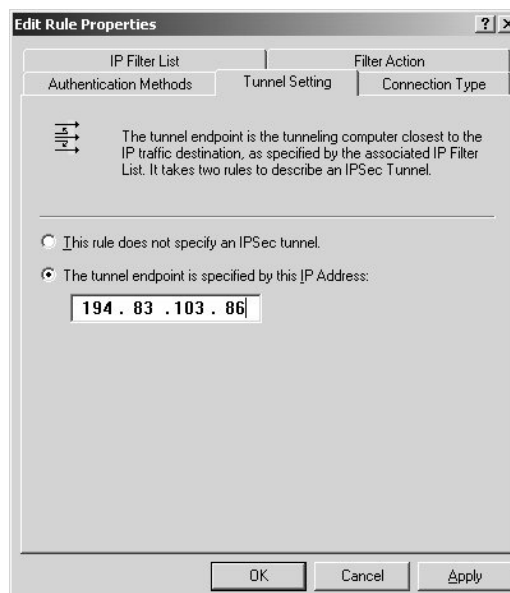 Edit Rule Properties
? X
IP Filter List
Filter Action
Authentication Methods
Tunnel Setting
Connection Type
The tunnel endpoint is the tunneling computer closest to the
IP traffic destination, as specified by the associated IP Filter
List. It takes two rules to describe an IPSec Tunnel.
This rule does not specify an IPSec tunnel.
The tunnel endpoint is specified by this IP Address:
194 . 83 .103 . 86
OK
Cancel
Apply